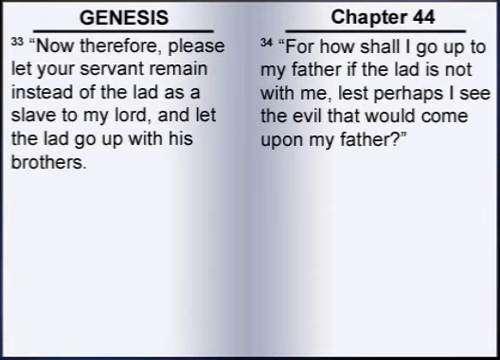 GENESIS
33 “Now therefore, please
let your servant remain
instead of the lad as a
slave to my lord, and let
the lad go up with his
brothers.
Chapter 44
34 “For how shall I go up to
my father if the lad is not
with me, lest perhaps I see
the evil that would come
upon my father?”